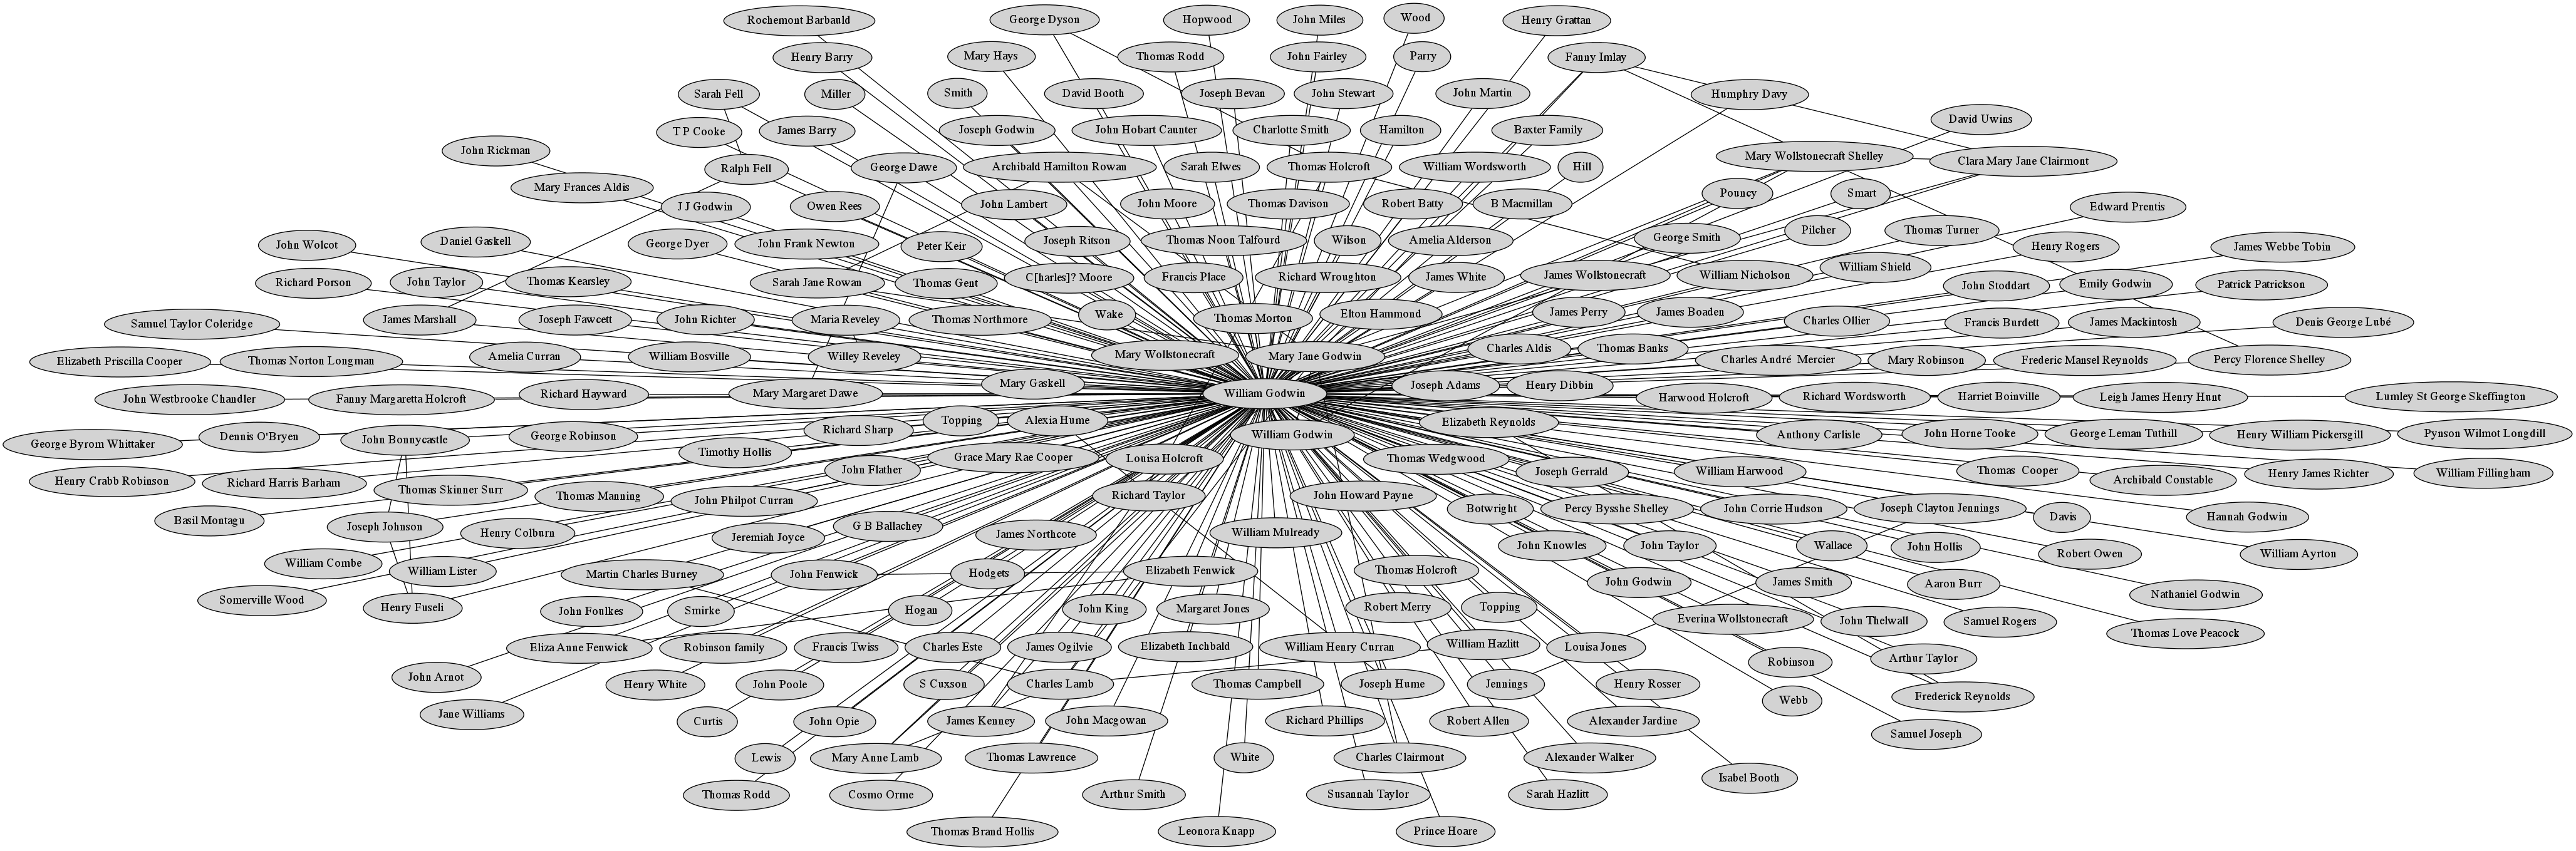 Rochemont Barbauld
George Dyson
Hopwood
John Miles
Wood
Henry Grattan
Henry Barry
Mary Hays
Thomas Rodd
John Fairley
Parry
Fanny Imlay
Sarah Fell
Miller
Smith
David Booth
Joseph Bevan
John Stewart
John Martin
Humphry Davy
T P Cooke
James Barry
Joseph Godwin
John Hobart Caunter
Charlotte Smith
Hamilton
Baxter Family
David Uwins
John Rickman
Ralph Fell
George Dawe
Archibald Hamilton Rowan
Sarah Elwes
Thomas Holcroft
William Wordsworth
Hill
Mary Wollstonecraft Shelley
Clara Mary Jane Clairmont
Mary Frances Aldis
J J Godwin
Owen Rees
John Lambert
John Moore
Thomas Davison
Robert Batty
B Macmillan
Pouncy
Smart
Edward Prentis
John Wolcot
Daniel Gaskell
George Dyer
John Frank Newton
Peter Keir
Joseph Ritson
Thomas Noon Talfourd
Wilson
Amelia Alderson
George Smith
Pilcher
Thomas Turner
Henry Rogers
James Webbe Tobin
Richard Porson
John Taylor
Thomas Kearsley
Sarah Jane Rowan
Thomas Gent
C[harles]? Moore
Francis Place
Richard Wroughton
James White
James Wollstonecraft
William Nicholson
William Shield
John Stoddart
Emily Godwin
Patrick Patrickson
Samuel Taylor Coleridge
James Marshall
Joseph Fawcett
John Richter
Maria Reveley
Thomas Northmore
Wake
Thomas Morton
Elton Hammond
James Perry
James Boaden
Charles Ollier
Francis Burdett
James Mackintosh
Denis George Lubé
Elizabeth Priscilla Cooper
Thomas Norton Longman
Amelia Curran
William Bosville
Willey Reveley
Mary Wollstonecraft
Mary Jane Godwin
Charles Aldis
Thomas Banks
Charles André  Mercier
Mary Robinson
Frederic Mansel Reynolds
Percy Florence Shelley
John Westbrooke Chandler
Fanny Margaretta Holcroft
Richard Hayward
Mary Margaret Dawe
Mary Gaskell
William Godwin
Joseph Adams
Henry Dibbin
Harwood Holcroft
Richard Wordsworth
Harriet Boinville
Leigh James Henry Hunt
Lumley St George Skeffington
George Byrom Whittaker
Dennis O'Bryen
John Bonnycastle
George Robinson
Richard Sharp
Topping
Alexia Hume
William Godwin
Elizabeth Reynolds
Anthony Carlisle
John Horne Tooke
George Leman Tuthill
Henry William Pickersgill
Pynson Wilmot Longdill
Henry Crabb Robinson
Richard Harris Barham
Timothy Hollis
John Flather
Grace Mary Rae Cooper
Louisa Holcroft
Thomas Wedgwood
Joseph Gerrald
William Harwood
Thomas  Cooper
Archibald Constable
Henry James Richter
William Fillingham
Basil Montagu
Thomas Skinner Surr
Thomas Manning
John Philpot Curran
Richard Taylor
John Howard Payne
Botwright
Percy Bysshe Shelley
John Corrie Hudson
Joseph Clayton Jennings
Davis
Hannah Godwin
William Combe
Joseph Johnson
Henry Colburn
Jeremiah Joyce
G B Ballachey
James Northcote
William Mulready
John Knowles
John Taylor
Wallace
John Hollis
Robert Owen
William Ayrton
Somerville Wood
William Lister
Martin Charles Burney
John Fenwick
Hodgets
Elizabeth Fenwick
Thomas Holcroft
John Godwin
James Smith
Aaron Burr
Nathaniel Godwin
Henry Fuseli
John Foulkes
Smirke
Hogan
John King
Margaret Jones
Robert Merry
Topping
Everina Wollstonecraft
John Thelwall
Samuel Rogers
Thomas Love Peacock
John Arnot
Eliza Anne Fenwick
Robinson family
Francis Twiss
Charles Este
James Ogilvie
Elizabeth Inchbald
William Henry Curran
William Hazlitt
Louisa Jones
Robinson
Arthur Taylor
Jane Williams
Henry White
John Poole
S Cuxson
Charles Lamb
Thomas Campbell
Joseph Hume
Jennings
Henry Rosser
Webb
Frederick Reynolds
Curtis
John Opie
James Kenney
John Macgowan
Richard Phillips
Robert Allen
Alexander Jardine
Samuel Joseph
Lewis
Mary Anne Lamb
Thomas Lawrence
White
Charles Clairmont
Alexander Walker
Isabel Booth
Thomas Rodd
Cosmo Orme
Arthur Smith
Susannah Taylor
Sarah Hazlitt
Thomas Brand Hollis
Leonora Knapp
Prince Hoare